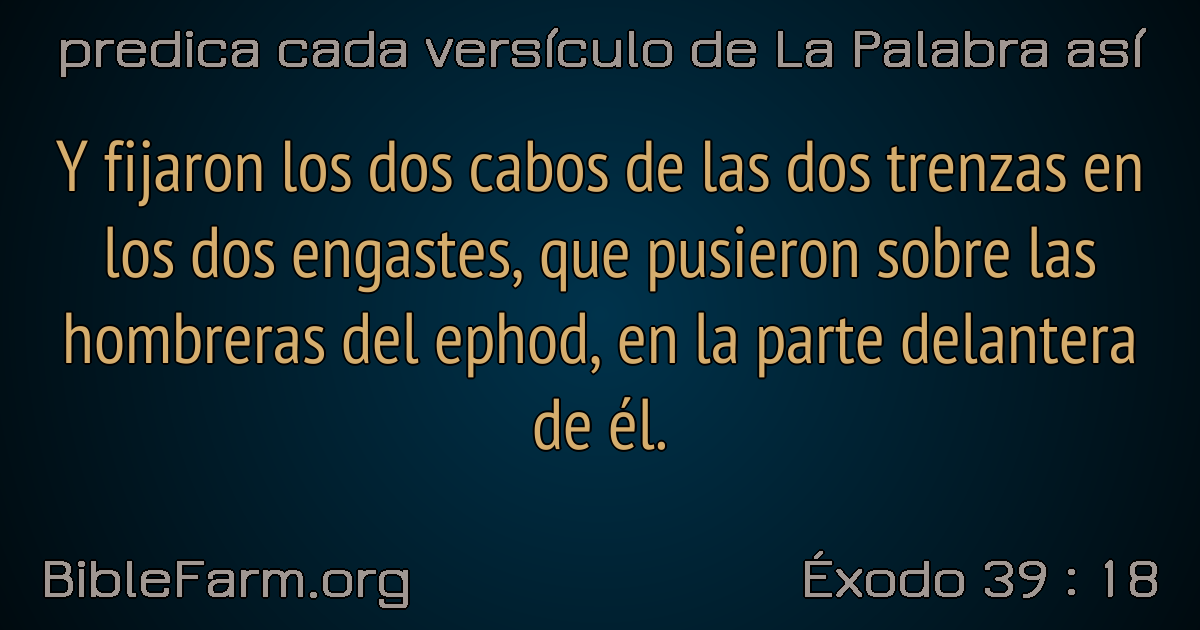 predica cada versículo de La Palabra así
Y fijaron los dos cabos de las dos trenzas en
los dos engastes, que pusieron sobre las
hombreras del ephod, en la parte delantera
de él.
BibleFarm.org
Éxodo 39 : 18